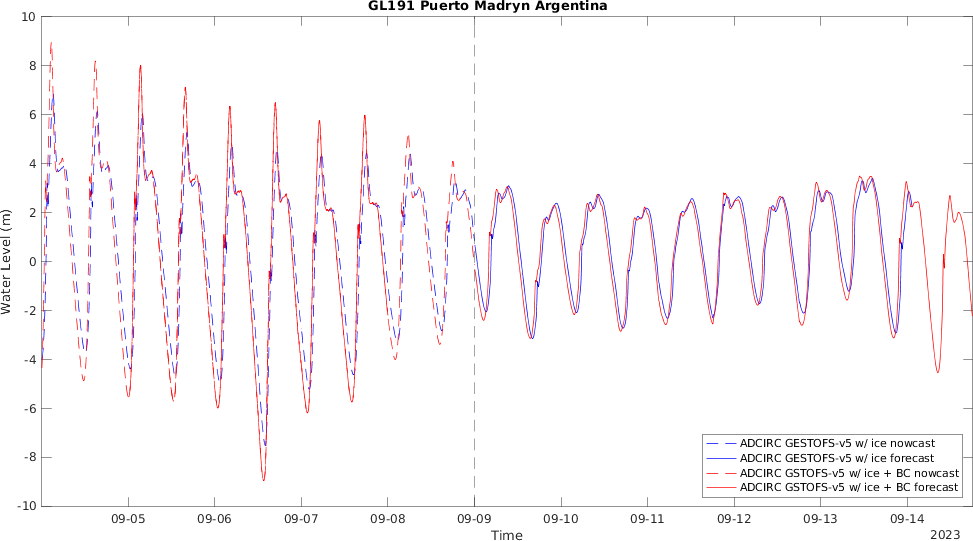 GL191 Puerto Madryn Argentina
10
8
6
4
2
0
-2
-4
-6
-8
-10
Water Level (m)
ADCIRC GESTOFS-v5 w/ ice nowcast
ADCIRC GESTOFS-v5 w/ ice forecast
ADCIRC GSTOFS-v5 w/ ice + BC nowcast
ADCIRC GSTOFS-v5 w/ ice + BC forecast
09-05 09-06 09-07 09-08 09-09 09-10 09-11 09-12 09-13 09-14
Time
2023